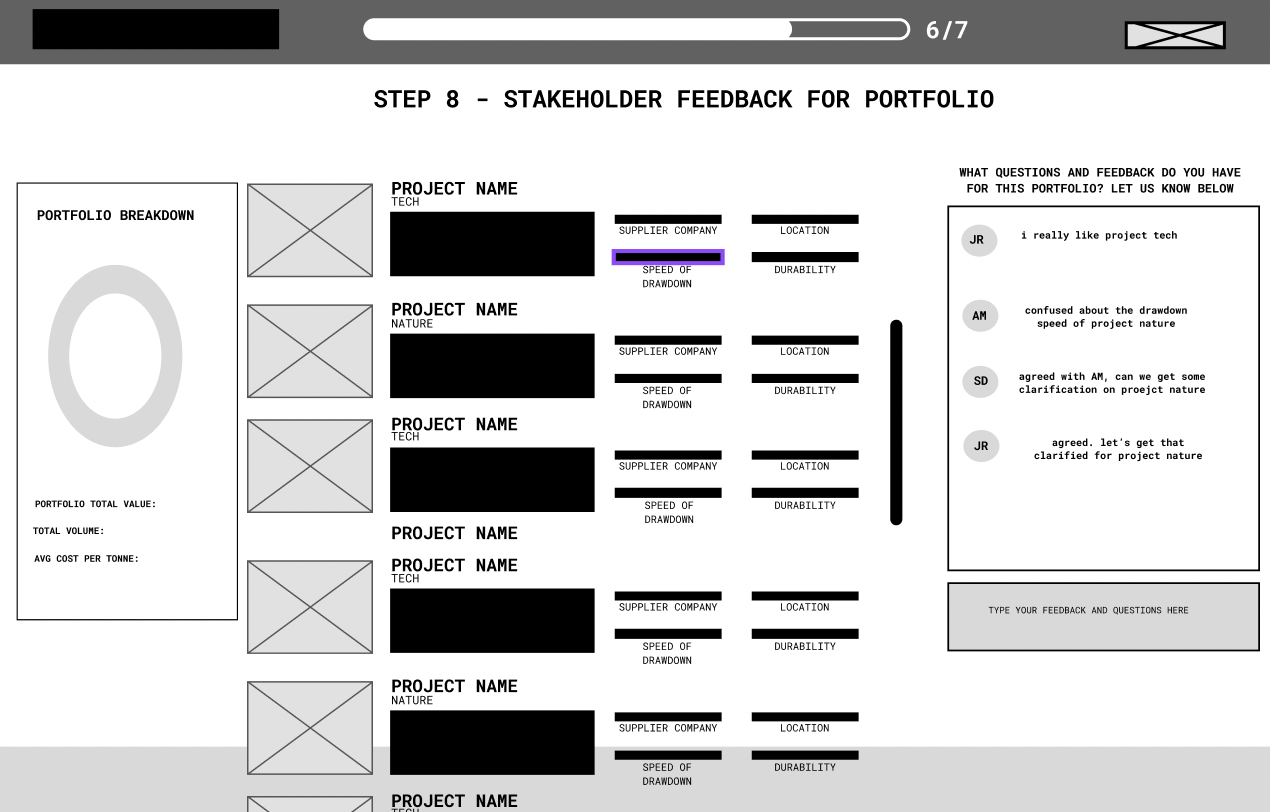 6/7
STEP 8 - STAKEHOLDER FEEDBACK FOR PORTFOLIO
PORTFOLIO BREAKDOWN
PORTFOLIO TOTAL VALUE:
TOTAL VOLUME:
AVG COST PER TONNE:
PROJECT NAME
TECH
SUPPLIER COMPANY
LOCATION
SPEED OF
DRAWDOWN
DURABILITY
PROJECT NAME
NATURE
SUPPLIER COMPANY
LOCATION
SPEED OF
DRAWDOWN
DURABILITY
PROJECT NAME
TECH
SUPPLIER COMPANY
LOCATION
SPEED OF
DRAWDOWN
DURABILITY
PROJECT NAME
PROJECT NAME
TECH
SUPPLIER COMPANY
LOCATION
SPEED OF
DRAWDOWN
DURABILITY
PROJECT NAME
NATURE
SUPPLIER COMPANY
LOCATION
SPEED OF
DRAWDOWN
DURABILITY
PROJECT NAME
TECH
WHAT QUESTIONS AND FEEDBACK DO YOU HAVE
FOR THIS PORTFOLIO? LET US KNOW BELOW
JR
i really like project tech
AM
confused about the drawdown
speed of project nature
SD
agreed with AM, can we get some
clarification on proejct nature
JR
agreed. let's get that
clarified for project nature
TYPE YOUR FEEDBACK AND QUESTIONS HERE